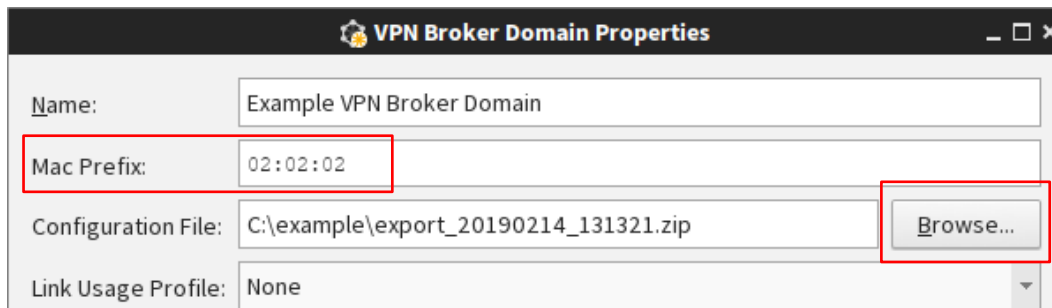 VPN Broker Domain Properties
Name: Example VPN Broker Domain
Mac Prefix: 02:02:02
Configuration File: C:\example\export_20190214_131321.zip Browse...
Link Usage Profile: None